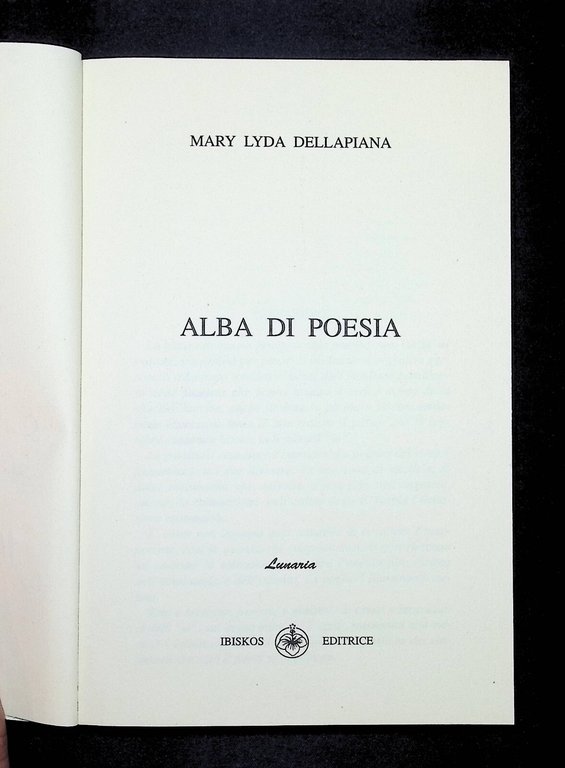 MARY LYDA DELLAPIANA
ALBA DI POESIA
Lunaria
IBISKOS EDITRICE